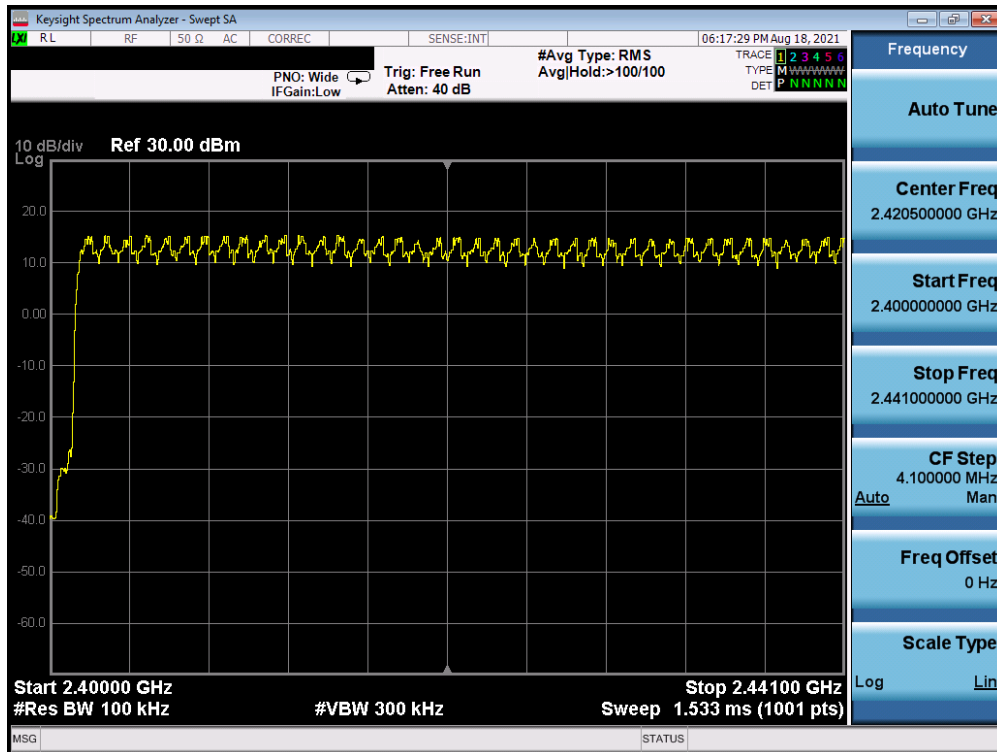 Keysight Spectrum Analyzer - Swept SA
LXI RL RF 50 Ω AC CORREC SENSE:INT 06:17:29 PM Aug 18, 2021
#Avg Type: RMS TRACE 1 2 3 4 5 6
PNO: Wide Trig: Free Run Avg|Hold:>100/100 TYPE M WWWWW
IFGain:Low Atten: 40 dB DET P N N N N N
10 dB/div Ref 30.00 dBm
Log
20.0
10.0
0.00
-10.0
-20.0
-30.0
-40.0
-50.0
-60.0
Start 2.40000 GHz Stop 2.44100 GHz
#Res BW 100 kHz #VBW 300 kHz Sweep 1.533 ms (1001 pts)
MSG STATUS
Frequency
Auto Tune
Center Freq
2.420500000 GHz
Start Freq
2.400000000 GHz
Stop Freq
2.441000000 GHz
CF Step
4.100000 MHz
Auto Man
Freq Offset
0 Hz
Scale Type
Log Lin